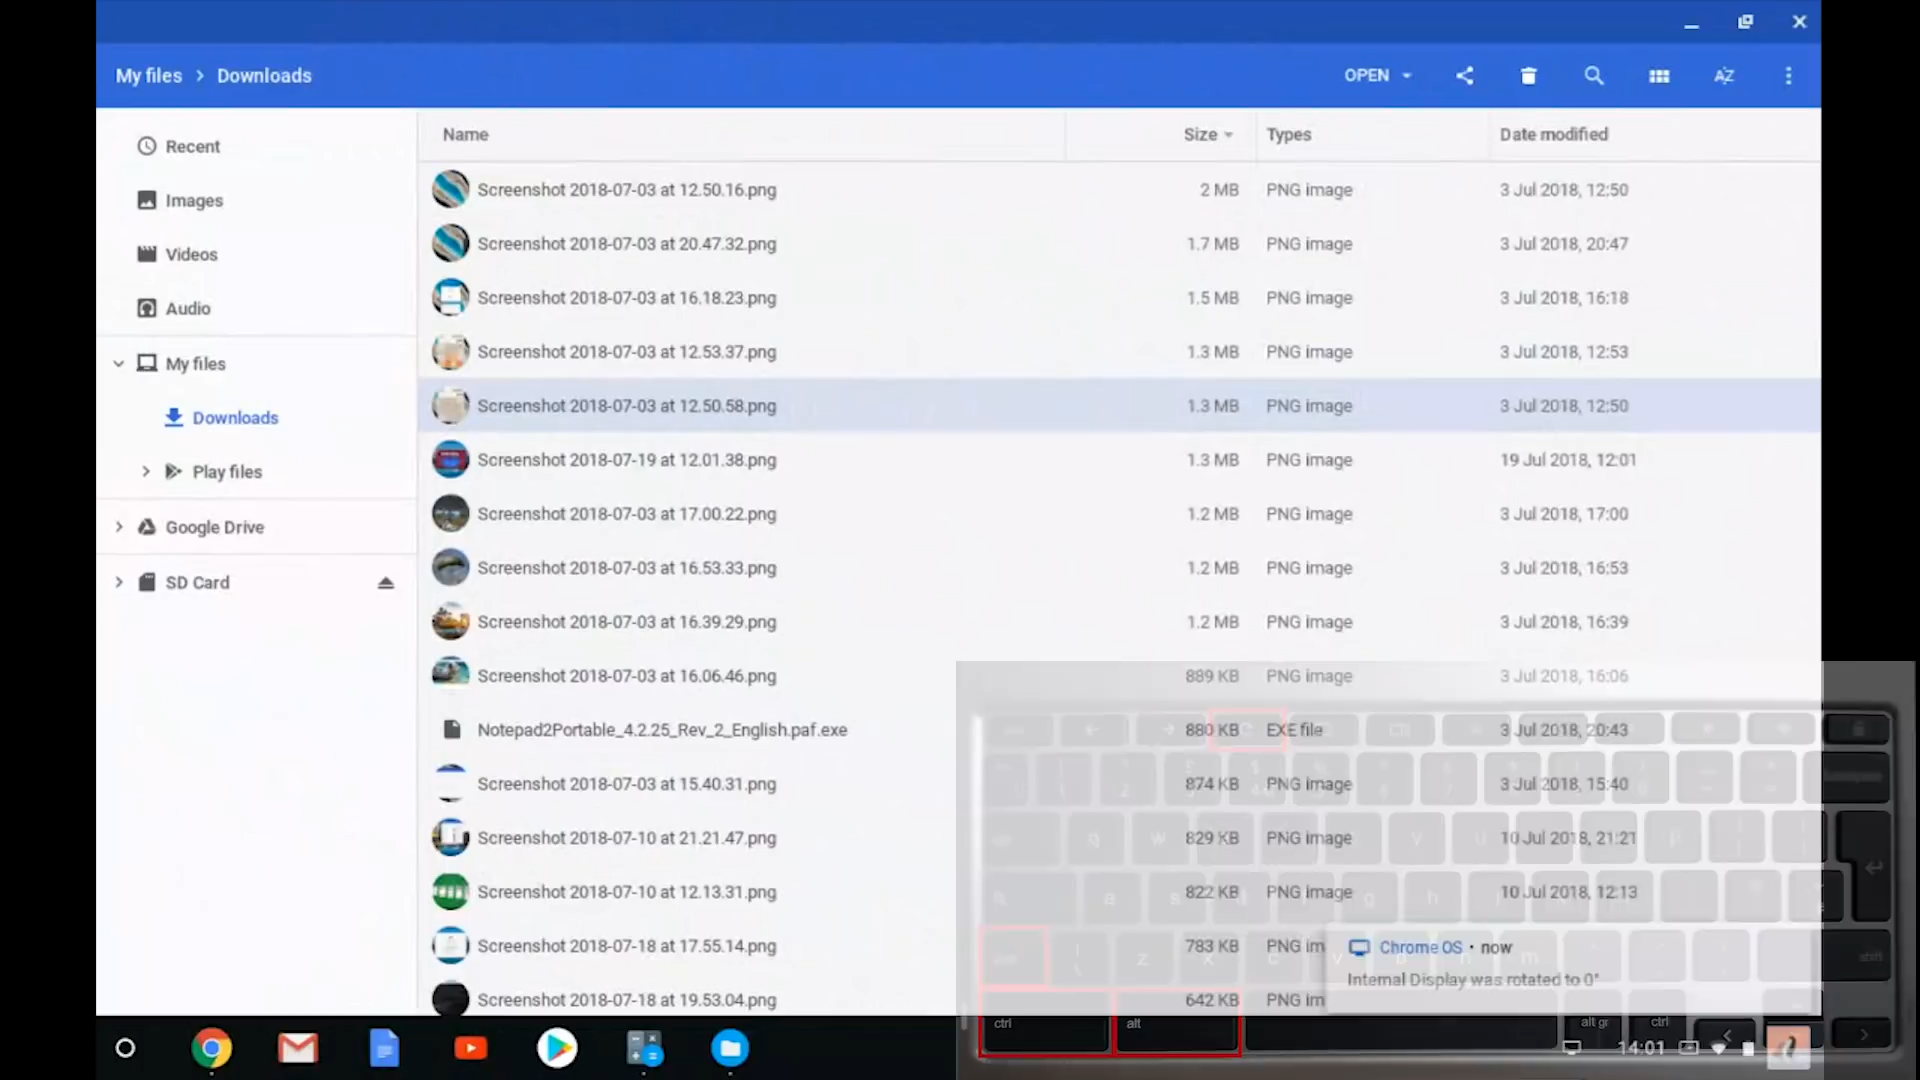 My files > Downloads
OPEN
AZ
Name Size Types Date modified
Recent
Images
Videos
Audio
My files
Downloads
Play files
Google Drive
SD Card
Screenshot 2018-07-03 at 12.50.16.png 2 MB PNG image 3 Jul 2018, 12:50
Screenshot 2018-07-03 at 20.47.32.png 1.7 MB PNG image 3 Jul 2018, 20:47
Screenshot 2018-07-03 at 16.18.23.png 1.5 MB PNG image 3 Jul 2018, 16:18
Screenshot 2018-07-03 at 12.53.37.png 1.3 MB PNG image 3 Jul 2018, 12:53
Screenshot 2018-07-03 at 12.50.58.png 1.3 MB PNG image 3 Jul 2018, 12:50
Screenshot 2018-07-19 at 12.01.38.png 1.3 MB PNG image 19 Jul 2018, 12:01
Screenshot 2018-07-03 at 17.00.22.png 1.2 MB PNG image 3 Jul 2018, 17:00
Screenshot 2018-07-03 at 16.53.33.png 1.2 MB PNG image 3 Jul 2018, 16:53
Screenshot 2018-07-03 at 16.39.29.png 1.2 MB PNG image 3 Jul 2018, 16:39
Screenshot 2018-07-03 at 16.06.46.png 889 KB PNG image 3 Jul 2018, 16:06
Notepad2Portable_4.2.25_Rev_2_English.paf.exe 880 KB EXE file 3 Jul 2018, 20:43
Screenshot 2018-07-03 at 15.40.31.png 874 KB PNG image 3 Jul 2018, 15:40
Screenshot 2018-07-10 at 21.21.47.png 829 KB PNG image 10 Jul 2018, 21:21
Screenshot 2018-07-10 at 12.13.31.png 822 KB PNG image 10 Jul 2018, 12:13
Screenshot 2018-07-18 at 17.55.14.png 783 KB PNG im
Screenshot 2018-07-18 at 19.53.04.png 642 KB PNG im
Chrome OS · now
Internal Display was rotated to 0°
q w
a
z
shift
ctrl alt alt gr ctrl
14:01